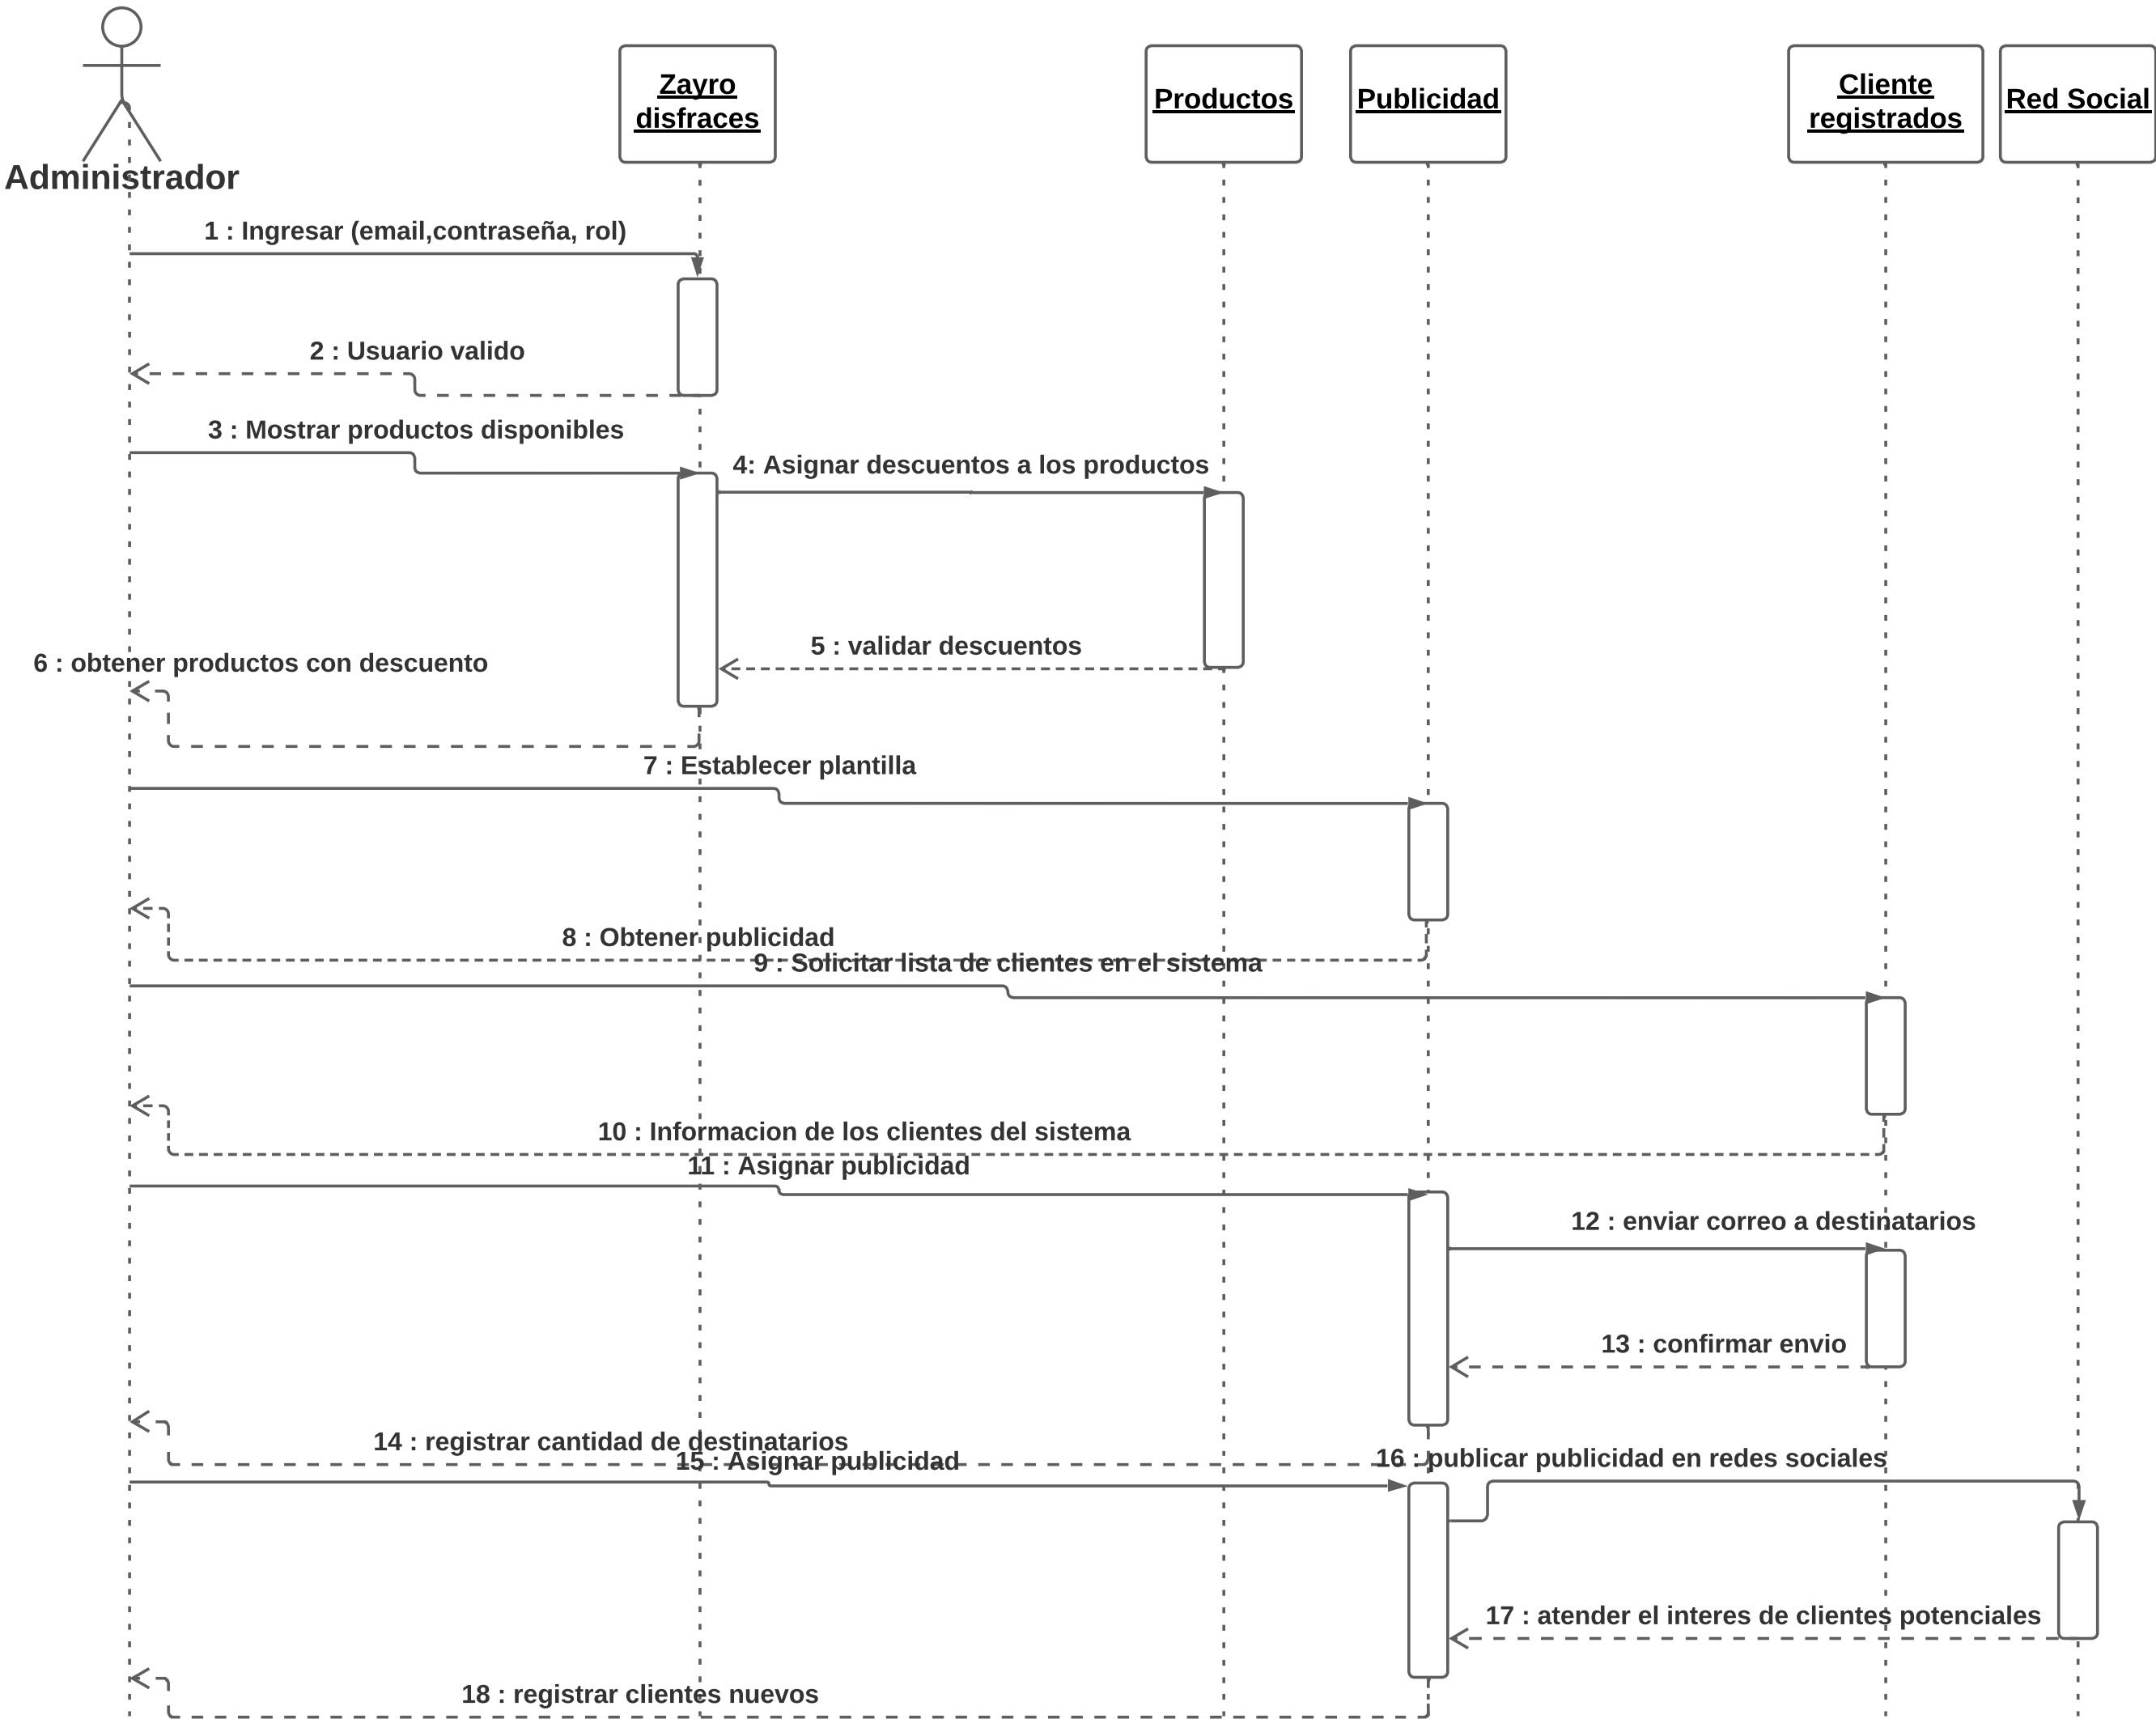 Zayro
disfraces
Productos
Publicidad
Cliente
registrados
Red Social
Administrador
1 : Ingresar (email,contraseña, rol)
2 : Usuario valido
3 : Mostrar productos disponibles
4: Asignar descuentos a los productos
5 : validar descuentos
6 : obtener productos con descuento
7 : Establecer plantilla
8 : Obtener publicidad
9 : Solicitar lista de clientes en el sistema
10 : Informacion de los clientes del sistema
11 : Asignar publicidad
12 : enviar correo a destinatarios
13 : confirmar envio
14 : registrar cantidad de destinatarios
15 : Asignar publicidad
16 : publicar publicidad en redes sociales
17 : atender el interes de clientes potenciales
18 : registrar clientes nuevos